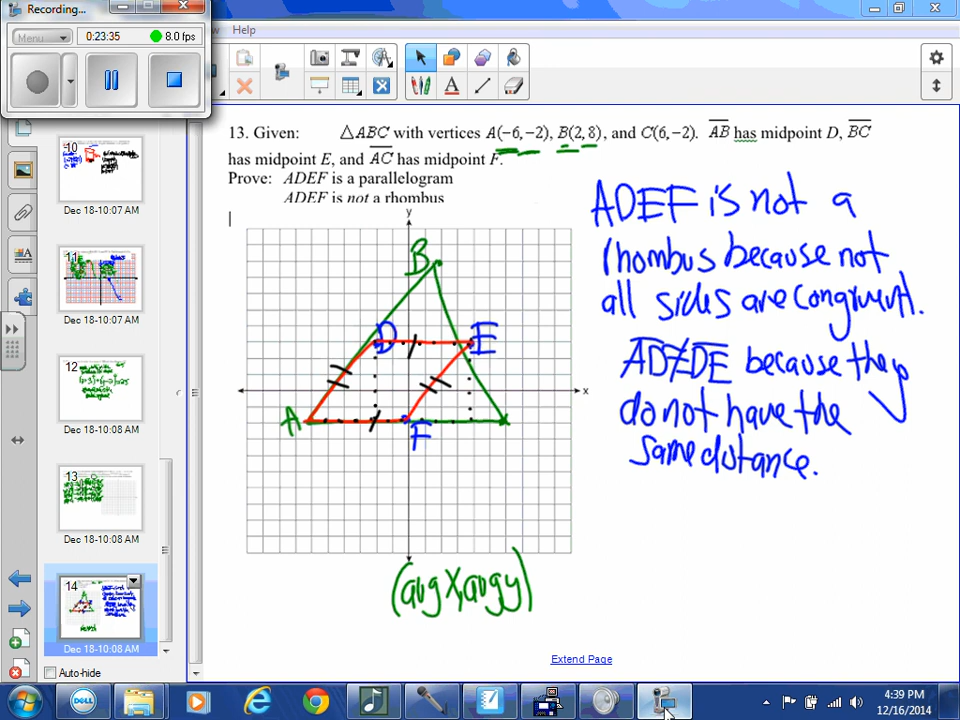 Recording...
Menu
0:23:35
8.0 fps
Help
10
Dec 18-10:07 AM
11
Dec 18-10:07 AM
12
Dec 18-10:08 AM
13
Dec 18-10:08 AM
14
Dec 18-10:08 AM
Auto-hide
13. Given: △ABC with vertices A(-6,-2), B(2,8), and C(6,-2). AB has midpoint D, BC
has midpoint E, and AC has midpoint F.
Prove: ADEF is a parallelogram
ADEF is not a rhombus
y
B
D
E
x
A
F
(avg x, avg y)
ADEF is not a
rhombus because not
all sides are congruent.
AD≠DE because they
do not have the
same distance.
Extend Page
DELL
4:39 PM
12/16/2014